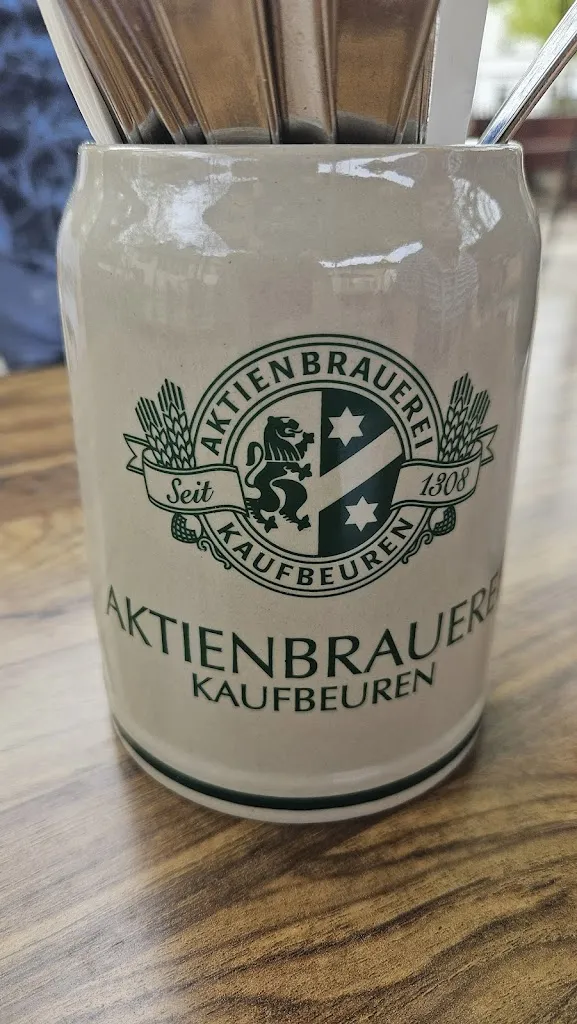 AKTIENBRAUEREI
Seit 1308
KAUFBEUREN
AKTIENBRAUEREI
KAUFBEUREN